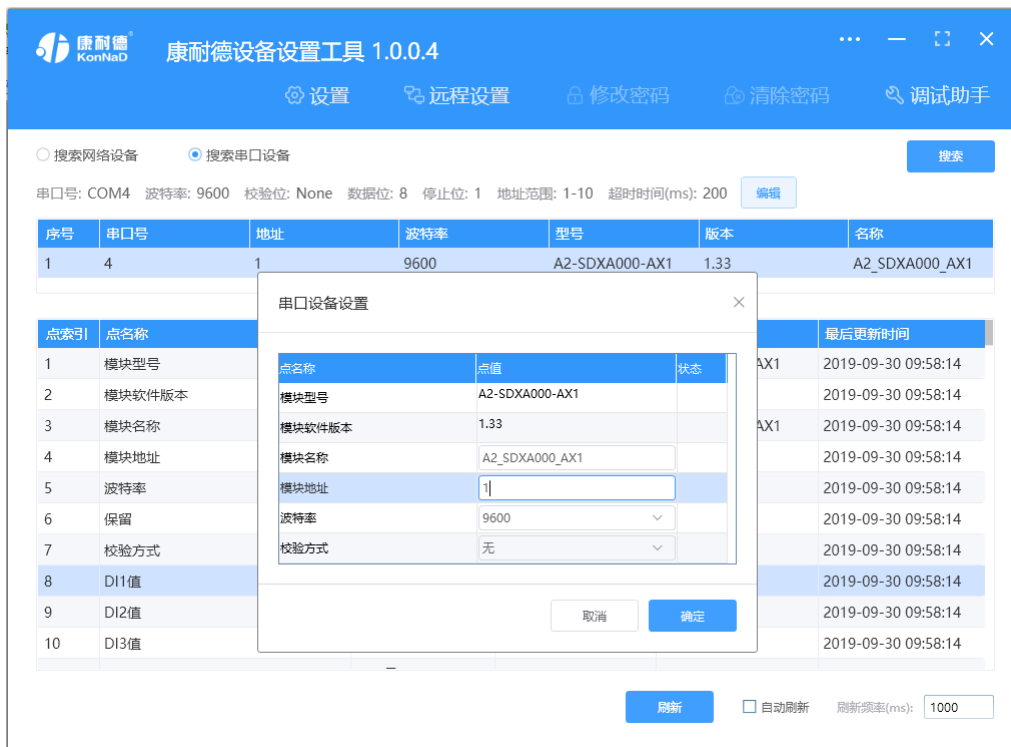 康耐德®
KonNaD
康耐德设备设置工具 1.0.0.4
设置 远程设置 修改密码 清除密码 调试助手
搜索网络设备 搜索串口设备 搜索
串口号: COM4 波特率: 9600 校验位: None 数据位: 8 停止位: 1 地址范围: 1-10 超时时间(ms): 200 编辑
序号 串口号 地址 波特率 型号 版本 名称
1 4 1 9600 A2-SDXA000-AX1 1.33 A2_SDXA000_AX1
串口设备设置
点名称 点值 状态
模块型号 A2-SDXA000-AX1
模块软件版本 1.33
模块名称 A2_SDXA000_AX1
模块地址 1
波特率 9600
校验方式 无
取消 确定
点索引 点名称 最后更新时间
1 模块型号 AX1 2019-09-30 09:58:14
2 模块软件版本 2019-09-30 09:58:14
3 模块名称 AX1 2019-09-30 09:58:14
4 模块地址 2019-09-30 09:58:14
5 波特率 2019-09-30 09:58:14
6 保留 2019-09-30 09:58:14
7 校验方式 2019-09-30 09:58:14
8 DI1值 2019-09-30 09:58:14
9 DI2值 2019-09-30 09:58:14
10 DI3值 2019-09-30 09:58:14
刷新 自动刷新 刷新频率(ms): 1000